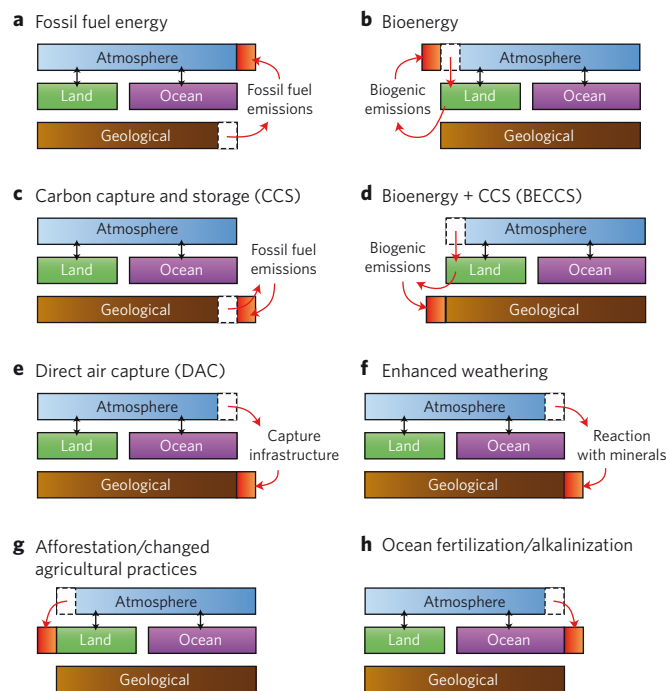 a Fossil fuel energy
Atmosphere
Land
Ocean
Geological
Fossil fuel
emissions
b Bioenergy
Atmosphere
Biogenic
emissions
Land
Ocean
Geological
c Carbon capture and storage (CCS)
Atmosphere
Land
Ocean
Geological
Fossil fuel
emissions
d Bioenergy + CCS (BECCS)
Atmosphere
Biogenic
emissions
Land
Ocean
Geological
e Direct air capture (DAC)
Atmosphere
Land
Ocean
Geological
Capture
infrastructure
f Enhanced weathering
Atmosphere
Land
Ocean
Geological
Reaction
with minerals
g Afforestation/changed
agricultural practices
Atmosphere
Land
Ocean
Geological
h Ocean fertilization/alkalinization
Atmosphere
Land
Ocean
Geological